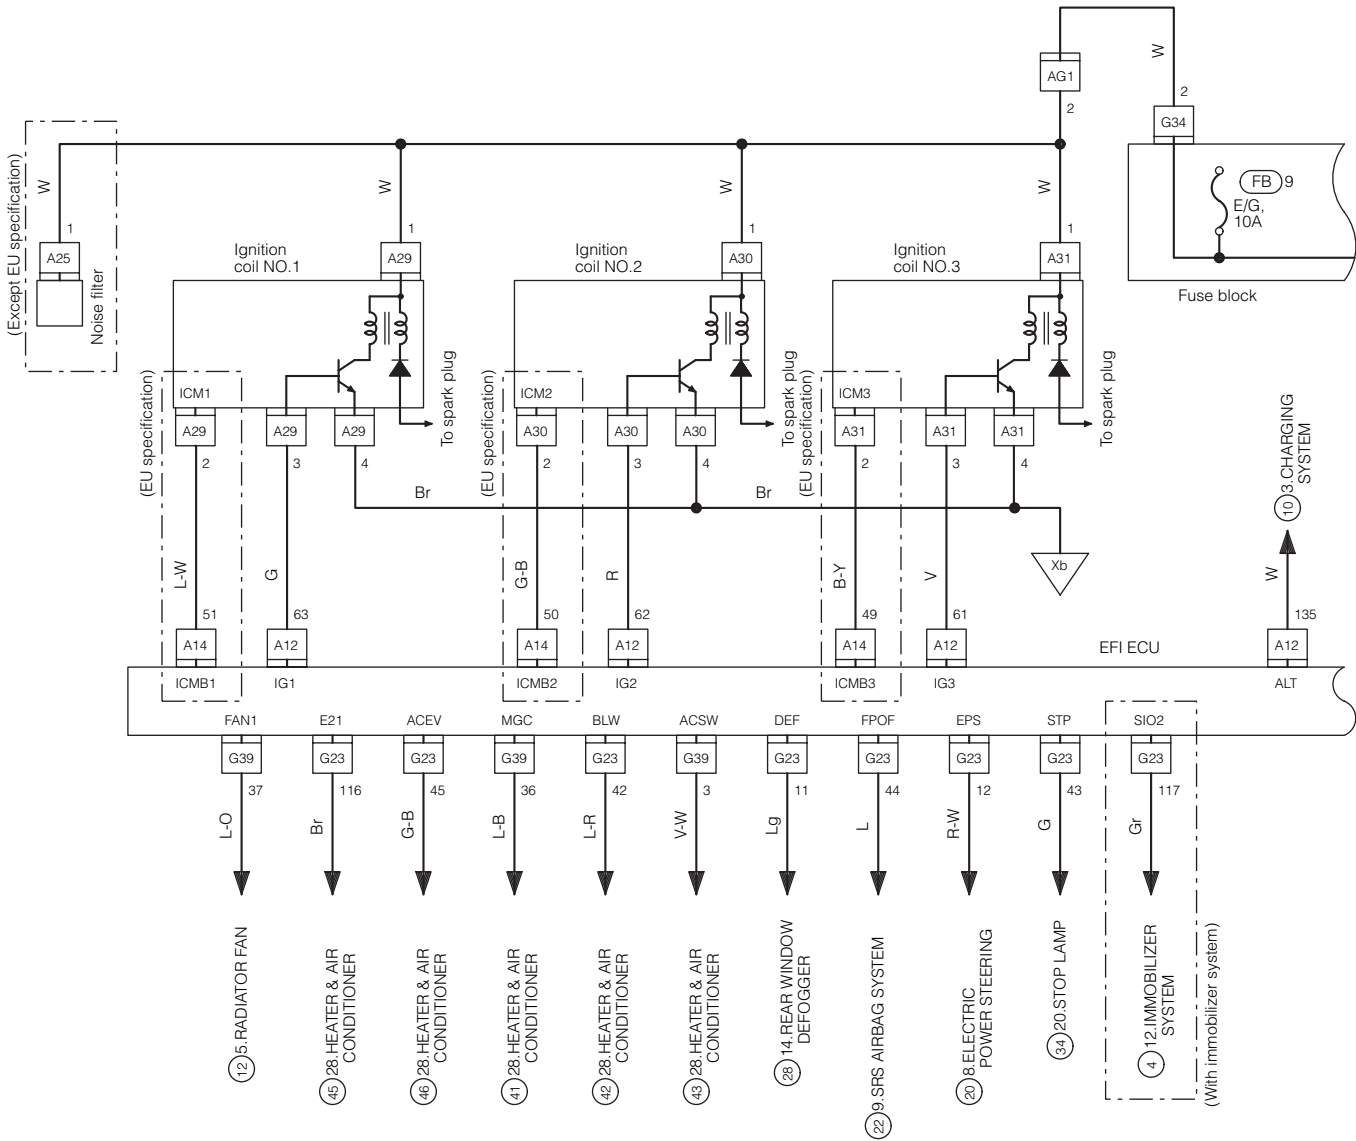 W
AG1
2
2
G34
FB 9
E/G,
10A
Fuse block
(Except EU specification)
W
1
A25
Noise filter
W
1
Ignition
coil NO.1
A29
W
1
Ignition
coil NO.2
A30
W
1
Ignition
coil NO.3
A31
ICM1
(EU specification)
A29
A29
A29
2
3
4
To spark plug
ICM2
(EU specification)
A30
A30
A30
2
3
4
To spark plug
ICM3
(EU specification)
A31
A31
A31
2
3
4
To spark plug
Br
Br
Xb
10 3.CHARGING
SYSTEM
L-W
G
G-B
R
B-Y
V
W
51
63
50
62
49
61
135
A14
A12
A14
A12
A14
A12
EFI ECU
A12
ICMB1
IG1
ICMB2
IG2
ICMB3
IG3
ALT
FAN1
E21
ACEV
MGC
BLW
ACSW
DEF
FPOF
EPS
STP
SIO2
G39
G23
G23
G39
G23
G39
G23
G23
G23
G23
G23
37
116
45
36
42
3
11
44
12
43
117
L-O
Br
G-B
L-B
L-R
V-W
Lg
L
R-W
G
Gr
12 5.RADIATOR FAN
45 28.HEATER & AIR
CONDITIONER
46 28.HEATER & AIR
CONDITIONER
41 28.HEATER & AIR
CONDITIONER
42 28.HEATER & AIR
CONDITIONER
43 28.HEATER & AIR
CONDITIONER
28 14.REAR WINDOW
DEFOGGER
22 9.SRS AIRBAG SYSTEM
20 8.ELECTRIC
POWER STEERING
34 20.STOP LAMP
4 12.IMMOBILIZER
SYSTEM
(With immobilizer system)